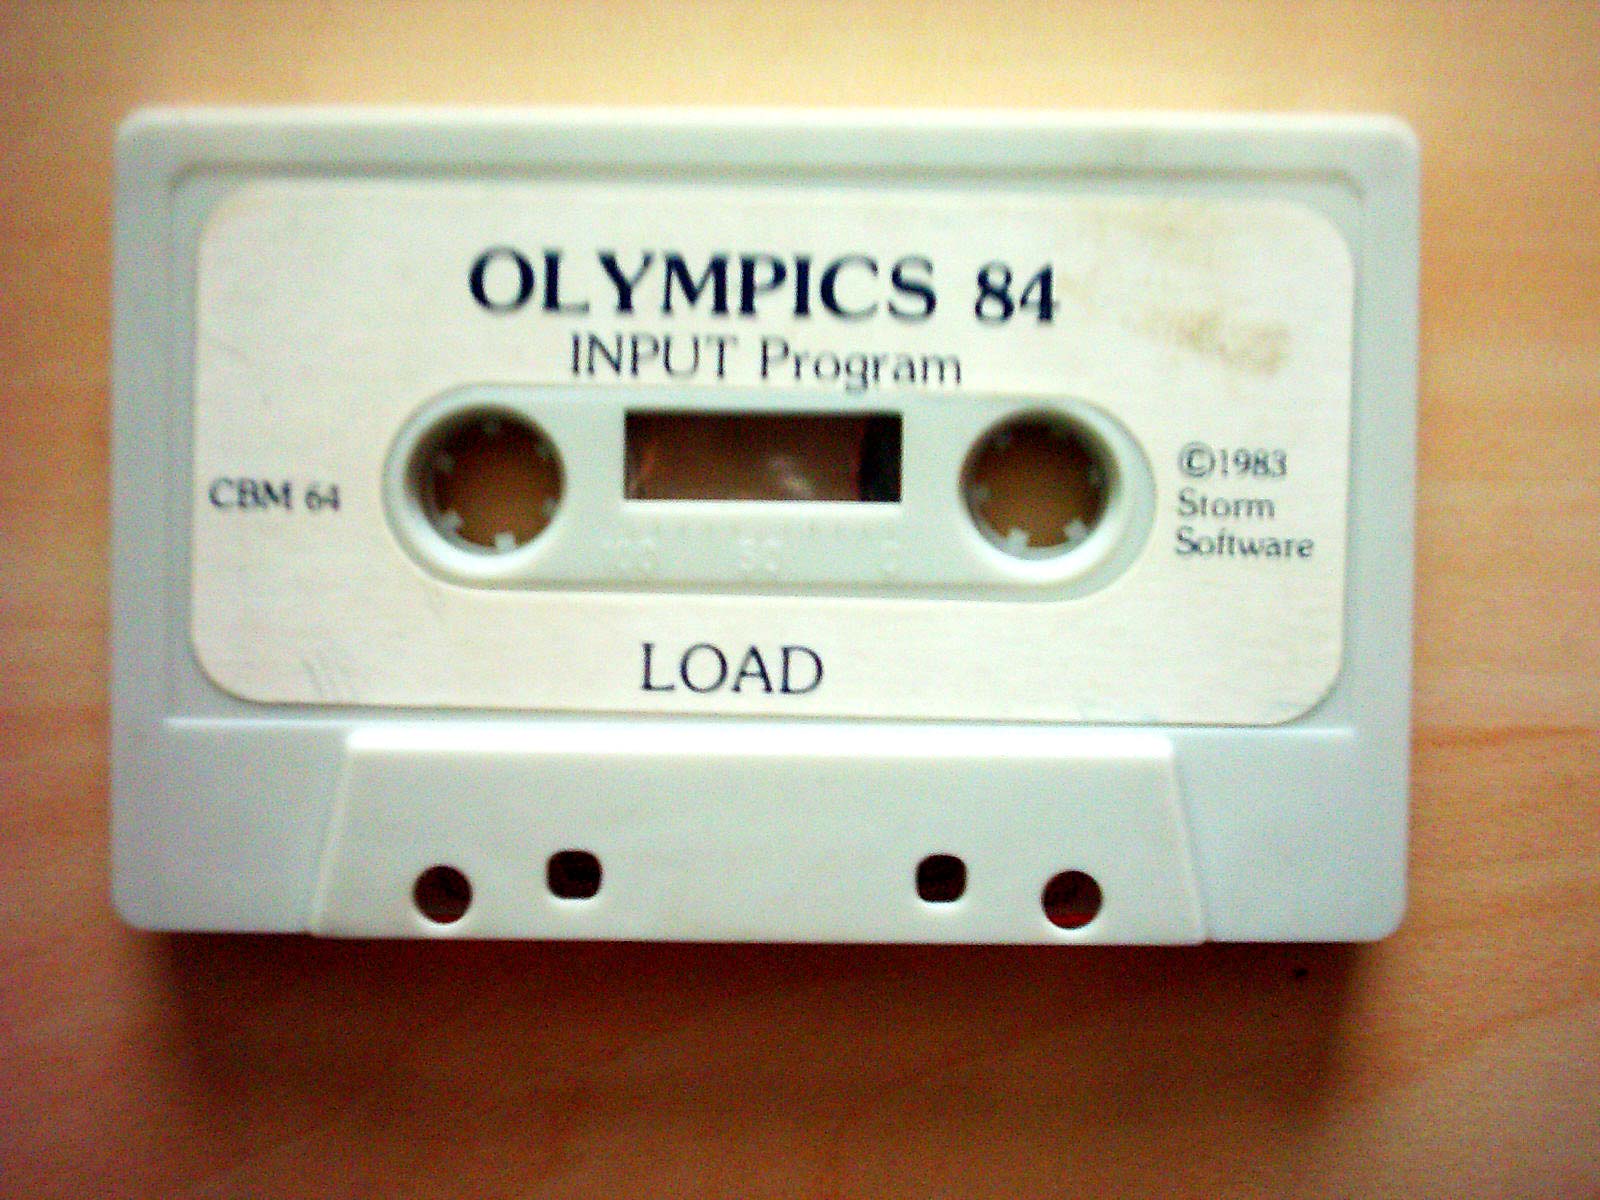 OLYMPICS 84
INPUT Program
CBM 64
©1983
Storm
Software
LOAD